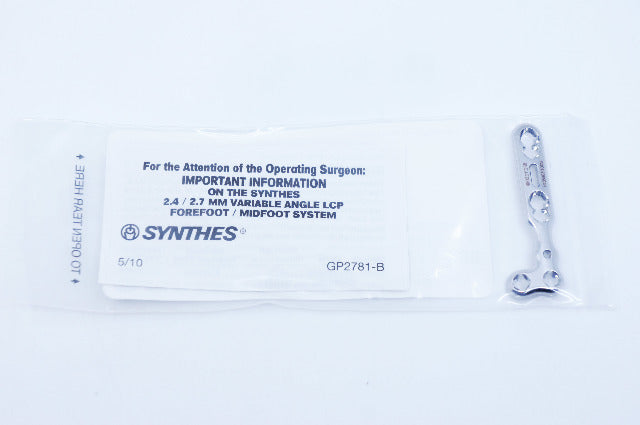 For the Attention of the Operating Surgeon:
IMPORTANT INFORMATION
ON THE SYNTHES
2.4 / 2.7 MM VARIABLE ANGLE LCP
FOREFOOT / MIDFOOT SYSTEM
SYNTHES®
5/10 GP2781-B
TO OPEN TEAR HERE